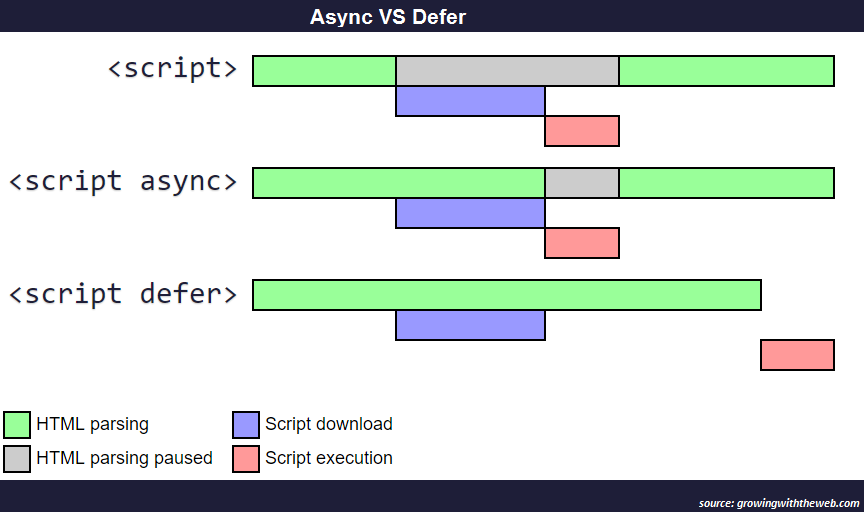 Async VS Defer
<script>
<script async>
<script defer>
HTML parsing
Script download
HTML parsing paused
Script execution
source: growingwiththeweb.com